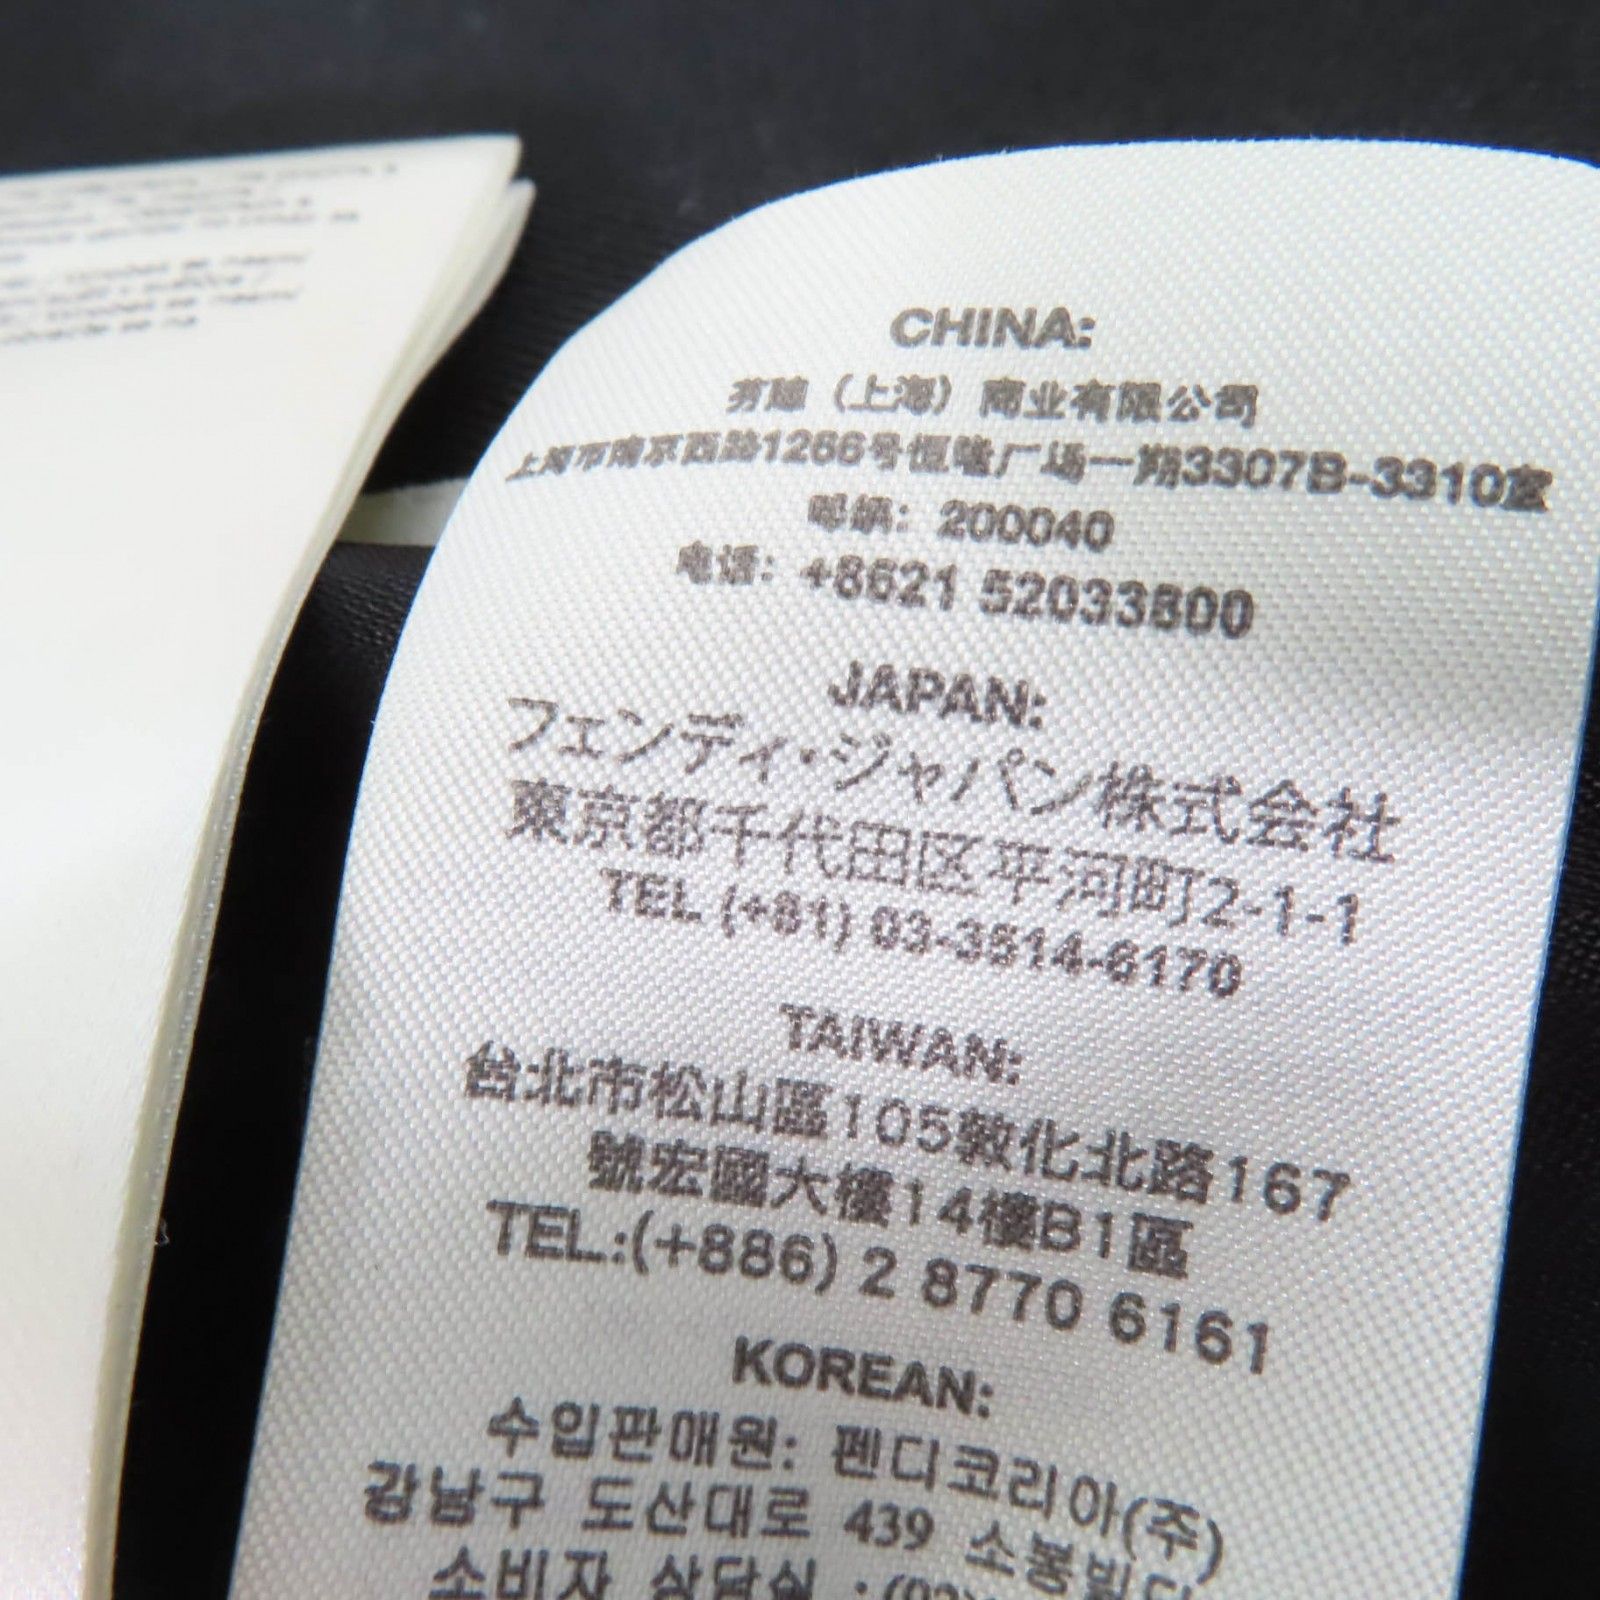 CHINA:
芬迪（上海）商业有限公司
上海市南京西路1266号恒隆广场一期3307B-3310室
邮编: 200040
电话: +8621 52033800
JAPAN:
フェンディ・ジャパン株式会社
東京都千代田区平河町2-1-1
TEL (+81) 03-3514-6170
TAIWAN:
台北市松山區105敦化北路167
號宏國大樓14樓B1區
TEL.:(+886) 2 8770 6161
KOREAN:
수입판매원: 펜디코리아(주)
강남구 도산대로 439 소봉빌딩
소비자 상담실 :(02)